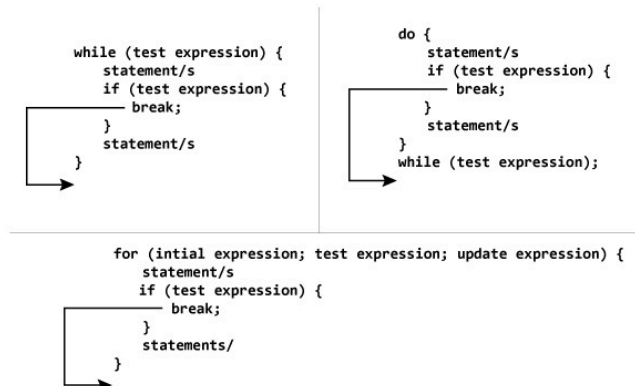 while (test expression) {
statement/s
if (test expression) {
break;
}
statement/s
}
do {
statement/s
if (test expression) {
break;
}
statement/s
}
while (test expression);
for (intial expression; test expression; update expression) {
statement/s
if (test expression) {
break;
}
statements/
}